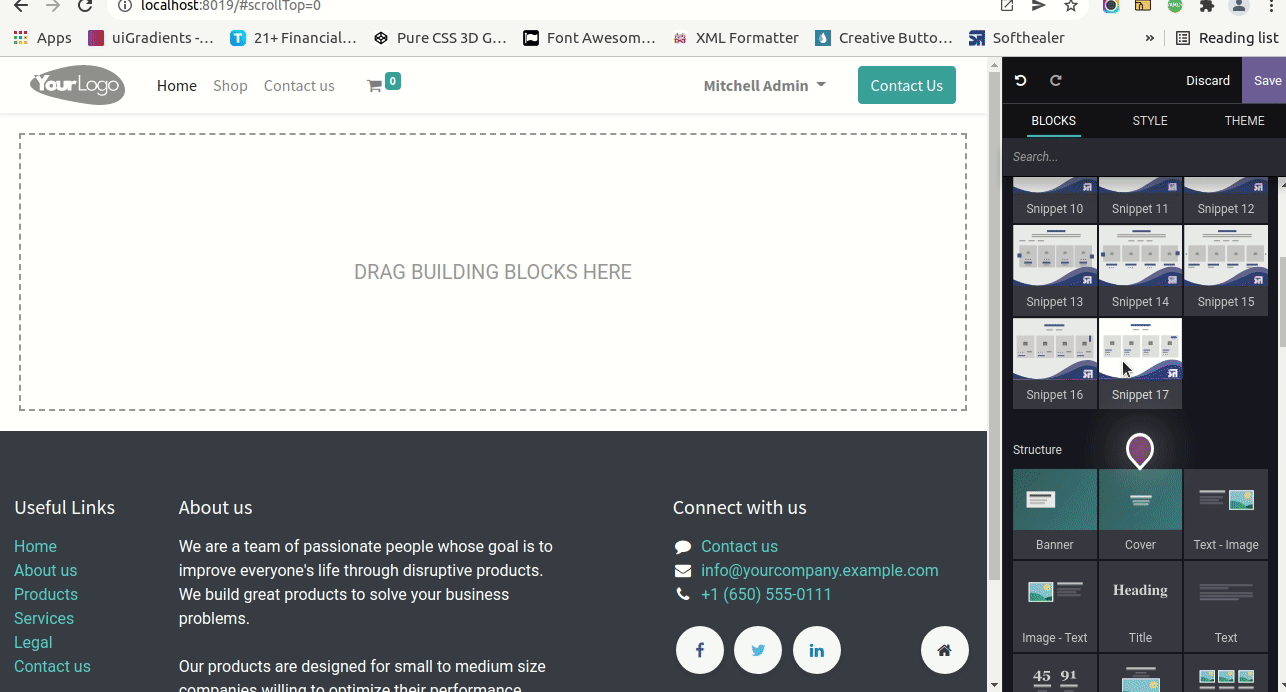 localhost:8019/#scrollTop=0
Apps
uiGradients -...
21+ Financial...
Pure CSS 3D G...
Font Awesom...
XML Formatter
Creative Butto...
Softhealer
»
Reading list
YourLogo
Home
Shop
Contact us
0
Mitchell Admin
Contact Us
Discard
Save
BLOCKS
STYLE
THEME
Search...
DRAG BUILDING BLOCKS HERE
Snippet 10
Snippet 11
Snippet 12
Snippet 13
Snippet 14
Snippet 15
Snippet 16
Snippet 17
Structure
Banner
Cover
Text - Image
Heading
Image - Text
Title
Text
45 91
Useful Links
Home
About us
Products
Services
Legal
Contact us
About us
We are a team of passionate people whose goal is to
improve everyone's life through disruptive products.
We build great products to solve your business
problems.
Our products are designed for small to medium size
companies willing to optimize their performance.
Connect with us
Contact us
info@yourcompany.example.com
+1 (650) 555-0111